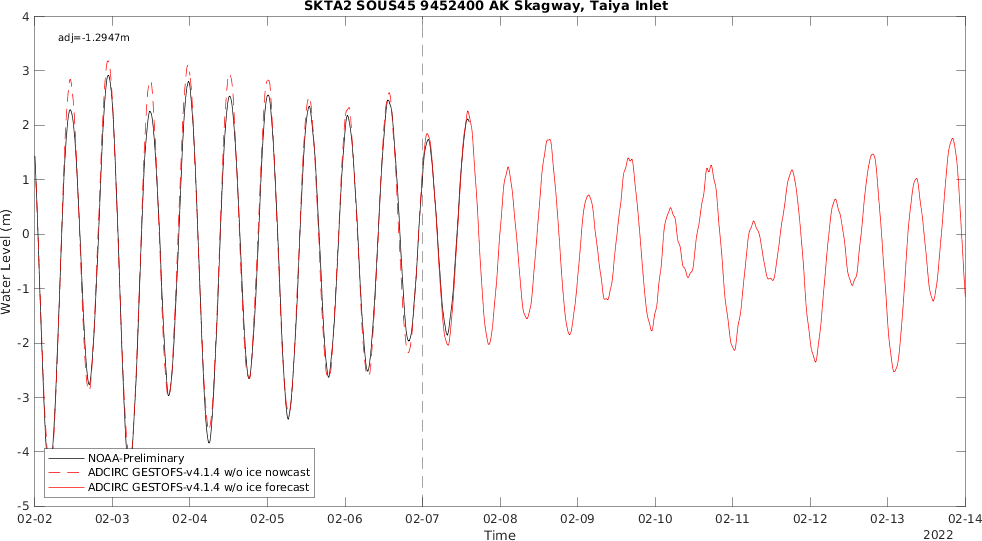 SKTA2 SOUS45 9452400 AK Skagway, Taiya Inlet
adj=-1.2947m
4
3
2
1
0
-1
-2
-3
-4
-5
Water Level (m)
NOAA-Preliminary
ADCIRC GESTOFS-v4.1.4 w/o ice nowcast
ADCIRC GESTOFS-v4.1.4 w/o ice forecast
02-02 02-03 02-04 02-05 02-06 02-07 02-08 02-09 02-10 02-11 02-12 02-13 02-14
Time
2022